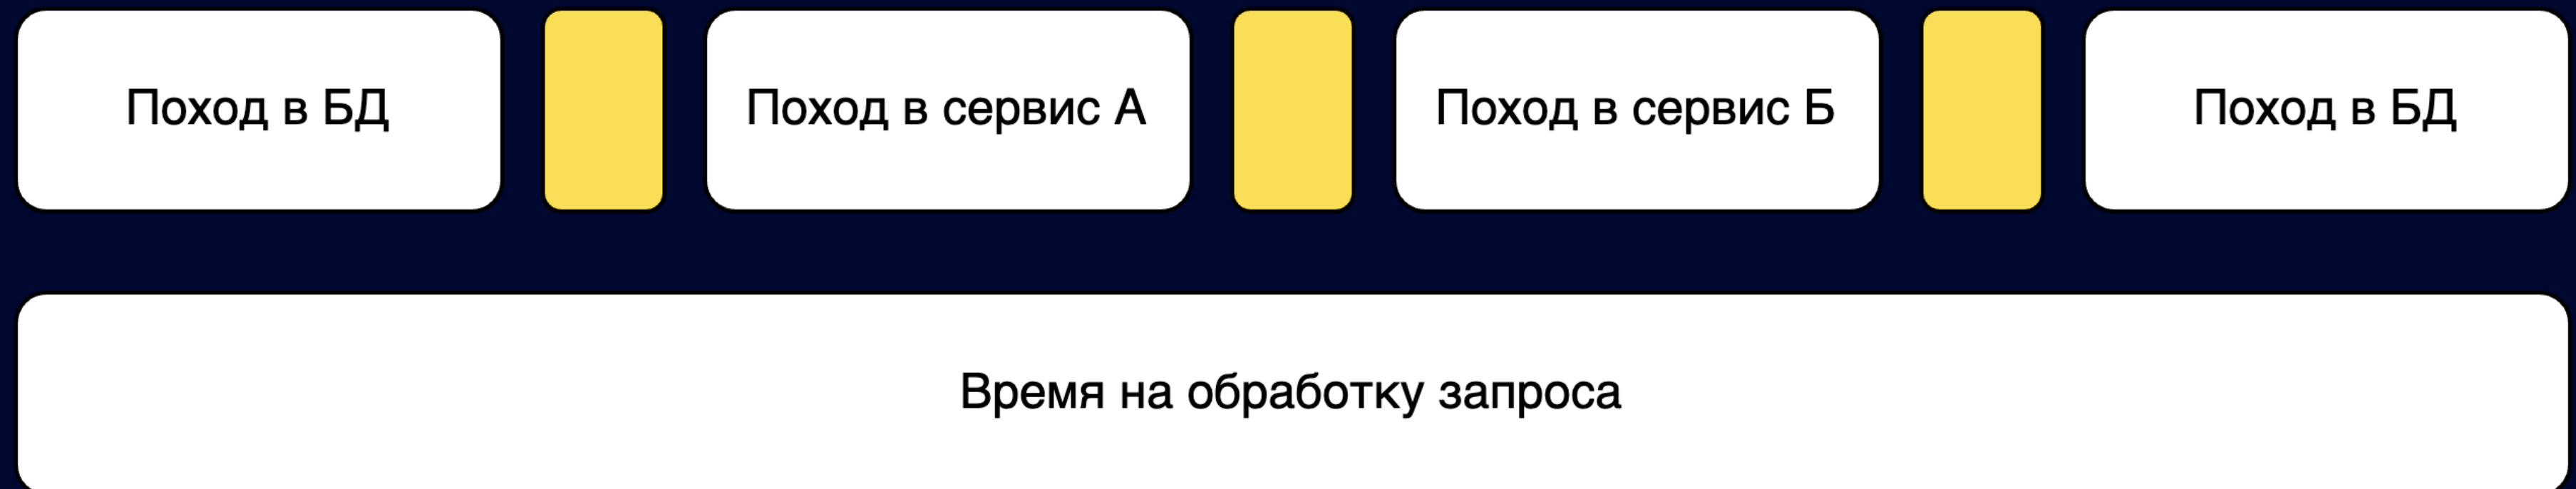 Поход в БД
Поход в сервис А
Поход в сервис Б
Поход в БД
Время на обработку запроса